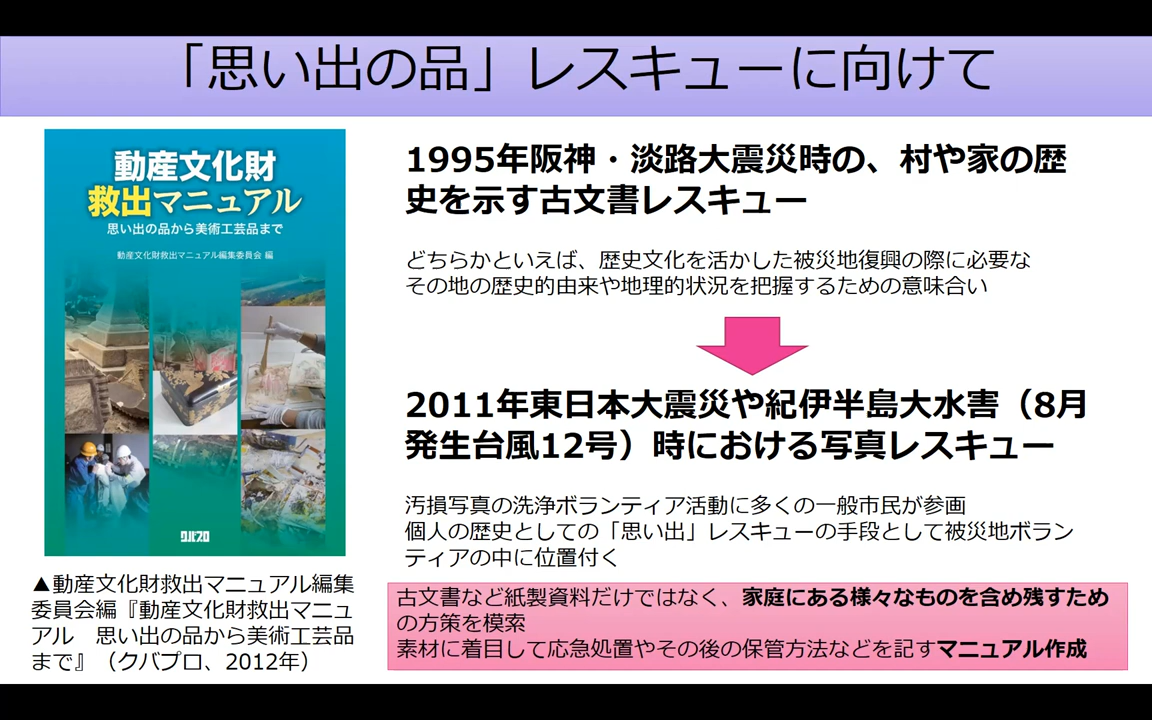 「思い出の品」レスキューに向けて
動産文化財
救出マニュアル
思い出の品から美術工芸品まで
動産文化財救出マニュアル編集委員会 編
クバプロ
▲動産文化財救出マニュアル編集
委員会編『動産文化財救出マニュ
アル　思い出の品から美術工芸品
まで』（クバプロ、2012年）
1995年阪神・淡路大震災時の、村や家の歴
史を示す古文書レスキュー
どちらかといえば、歴史文化を活かした被災地復興の際に必要な
その地の歴史的由来や地理的状況を把握するための意味合い
2011年東日本大震災や紀伊半島大水害（8月
発生台風12号）時における写真レスキュー
汚損写真の洗浄ボランティア活動に多くの一般市民が参画
個人の歴史としての「思い出」レスキューの手段として被災地ボラン
ティアの中に位置付く
古文書など紙製資料だけではなく、家庭にある様々なものを含め残すため
の方策を模索
素材に着目して応急処置やその後の保管方法などを記すマニュアル作成